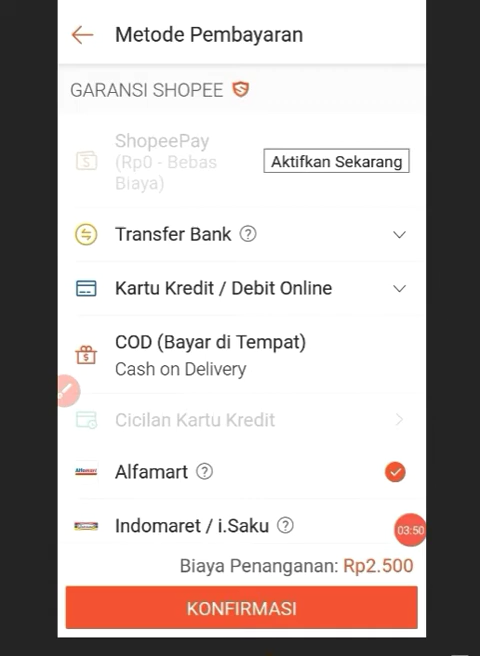 Metode Pembayaran
GARANSI SHOPEE
ShopeePay
(Rp0 - Bebas
Biaya)
Aktifkan Sekarang
Transfer Bank ?
Kartu Kredit / Debit Online
COD (Bayar di Tempat)
Cash on Delivery
Cicilan Kartu Kredit
Alfamart
Alfamart ?
Indomaret / i.Saku ?
03:50
Biaya Penanganan: Rp2.500
KONFIRMASI